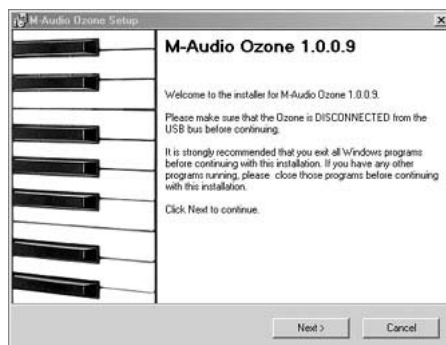 M-Audio Ozone Setup
M-Audio Ozone 1.0.0.9
Welcome to the installer for M-Audio Ozone 1.0.0.9.
Please make sure that the Ozone is DISCONNECTED from the
USB bus before continuing.
It is strongly recommended that you exit all Windows programs
before continuing with this installation. If you have any other
programs running, please close those programs before continuing
with this installation.
Click Next to continue.
Next >
Cancel